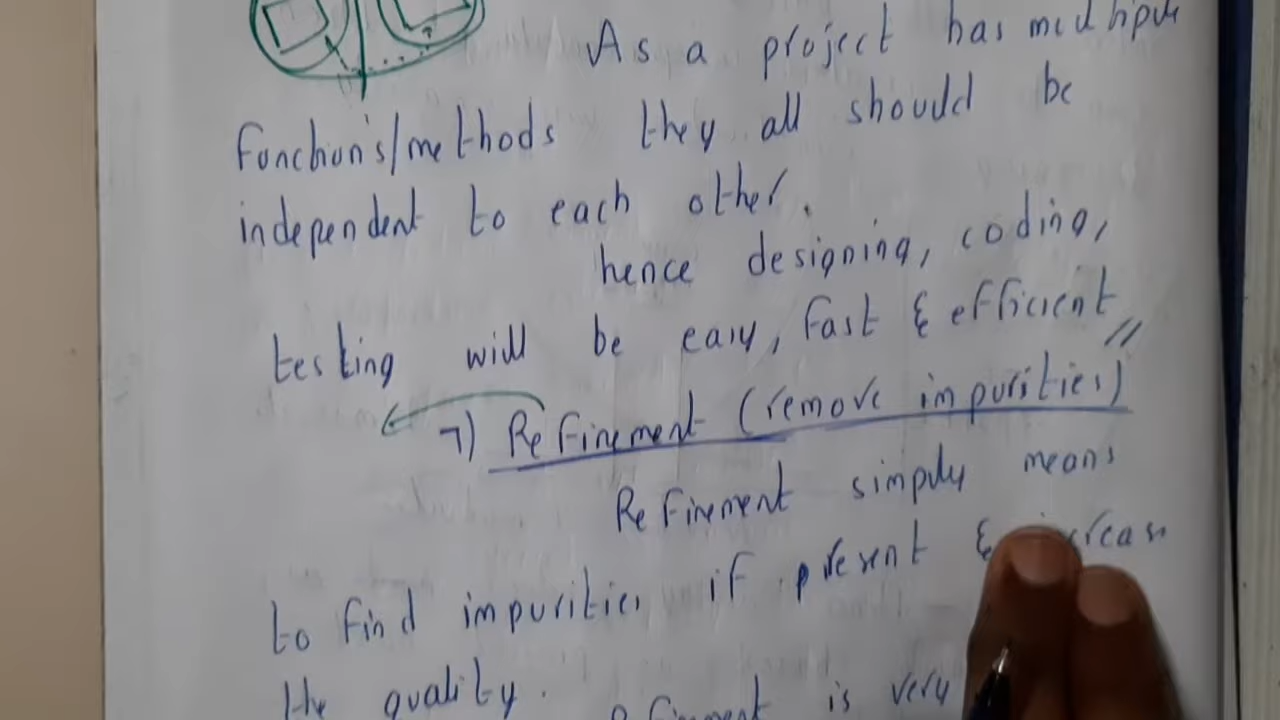 As a project has multiple
functions/methods they all should be
independent to each other.
hence designing, coding,
testing will be easy, fast & efficient
7) Refinement (remove impurities)
Refinement simply means
to find impurities if present &
the quality. Refinement is very